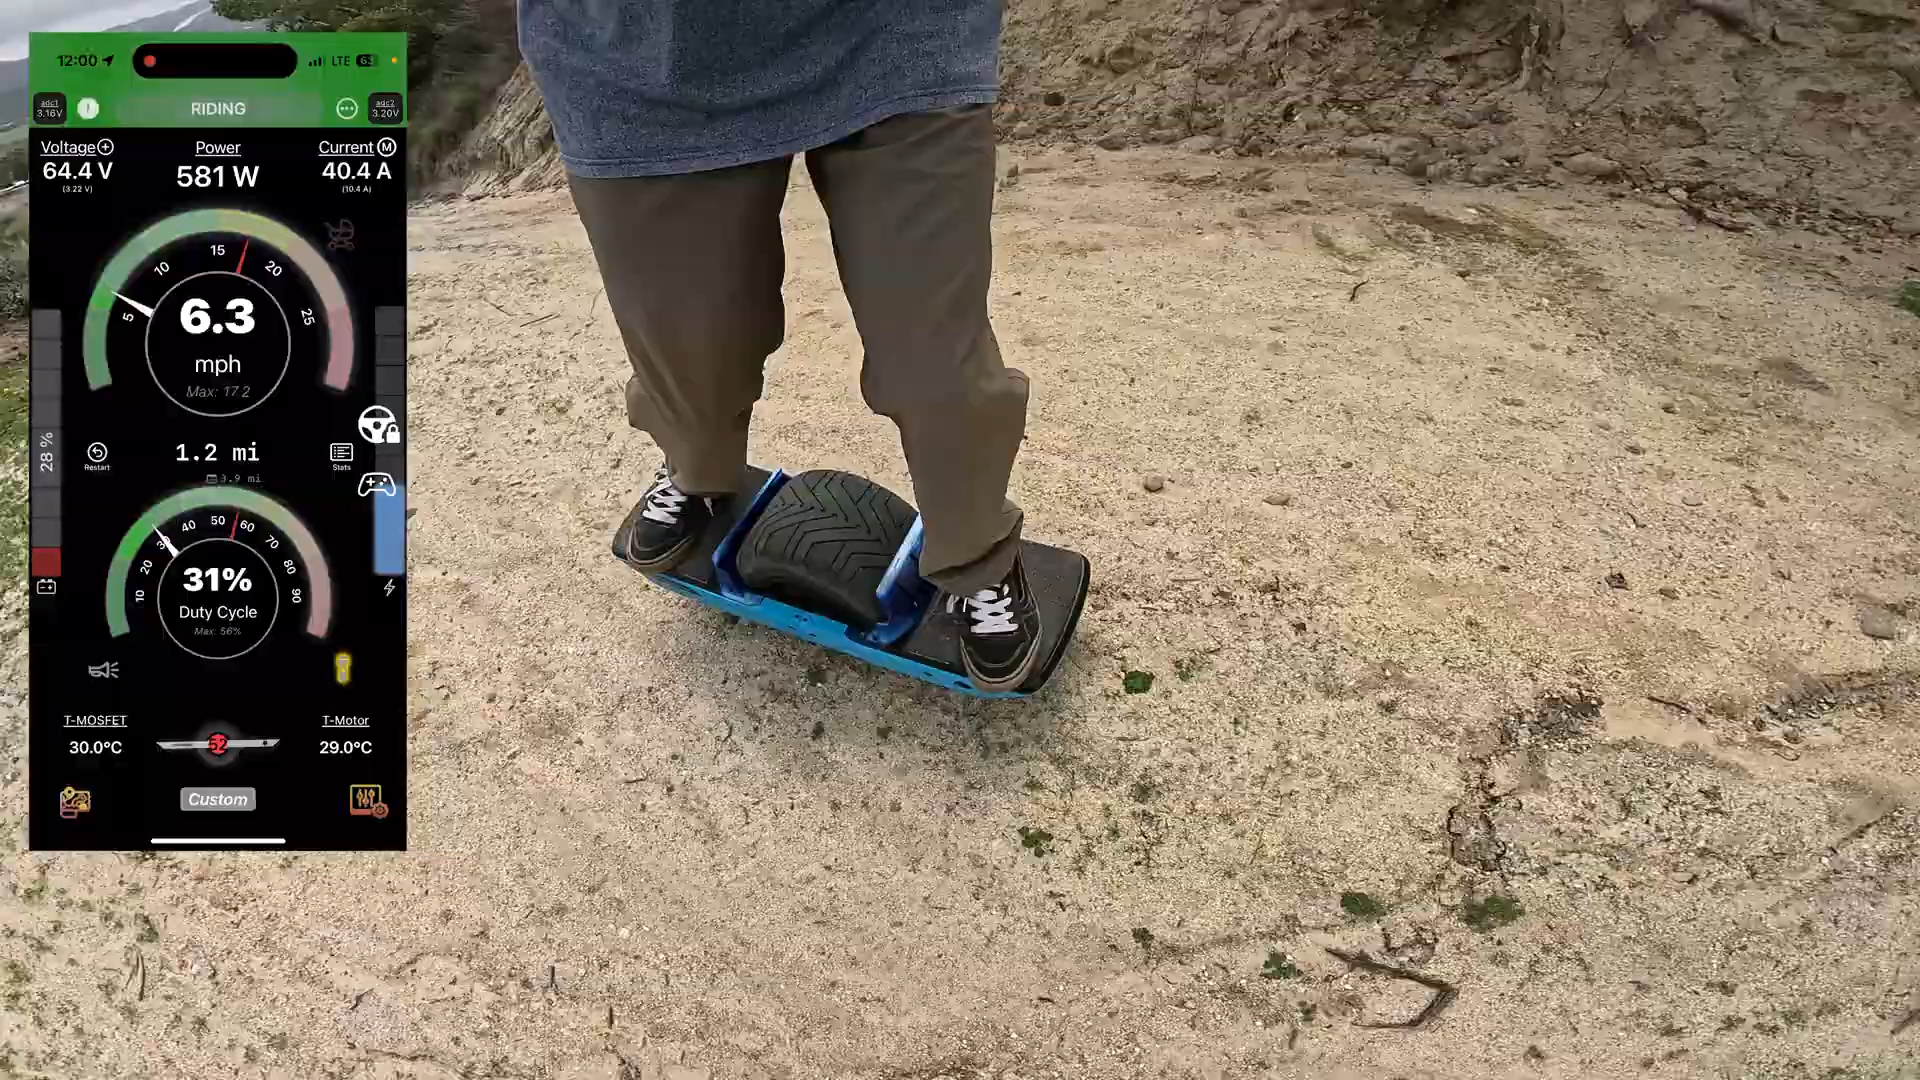 12:00 LTE 63
adc1 3.16V RIDING adc2 3.20V
Voltage Power Current M
64.4 V 581 W 40.4 A
(3.22 V) (10.4 A)
5 10 15 20 25
6.3
mph
Max: 17.2
28 %
Restart 1.2 mi Stats
3.9 mi
10 20 30 40 50 60 70 80 90
31%
Duty Cycle
Max: 56%
T-MOSFET T-Motor
30.0°C 52 29.0°C
Custom